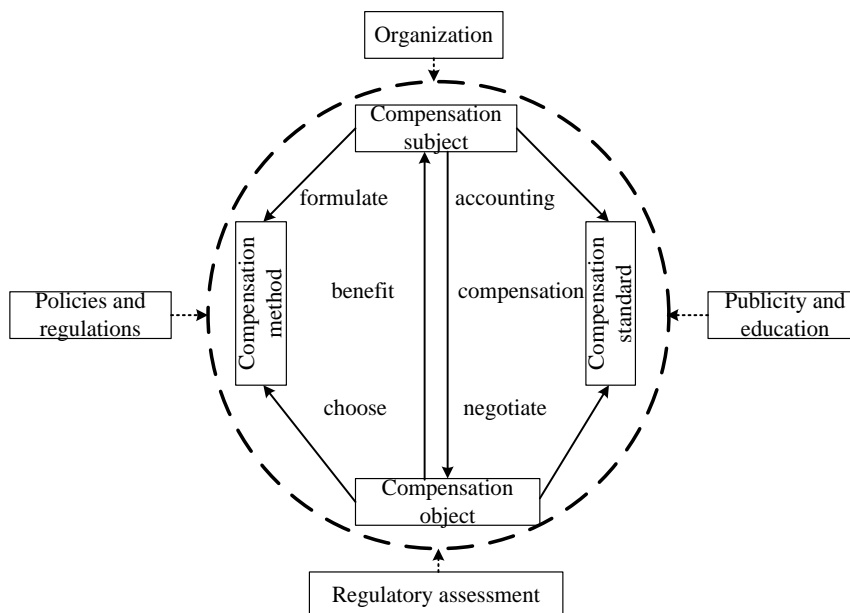 Organization
Compensation
subject
formulate
accounting
Compensation
method
Compensation
standard
benefit
compensation
Policies and
regulations
Publicity and
education
choose
negotiate
Compensation
object
Regulatory assessment